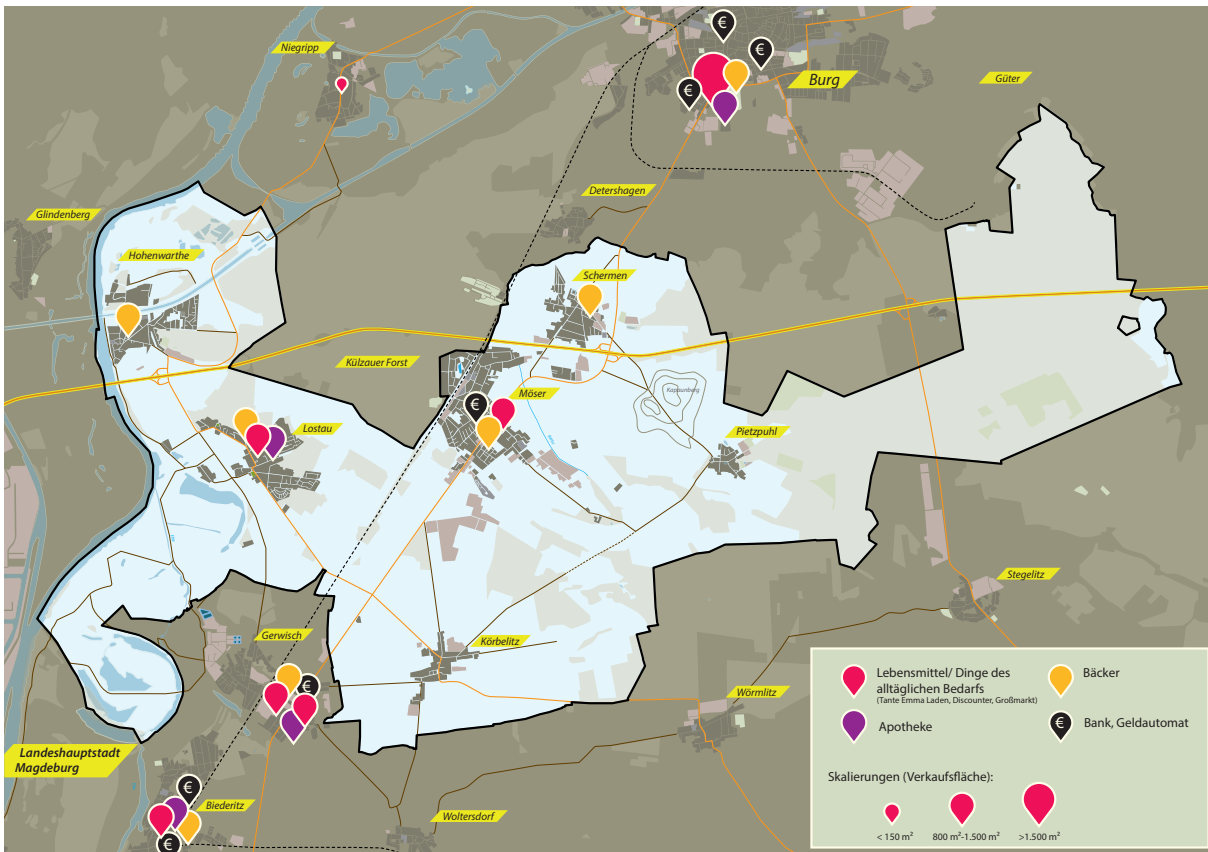 Niegripp
Burg
Güter
Detershagen
Glindenberg
Hohenwarthe
Schermen
Külzauer Forst
Möser
Kapaunberg
Lostau
Pietzpuhl
Stegelitz
Gerwisch
Körbelitz
Wörmlitz
Landeshauptstadt
Magdeburg
Biederitz
Woltersdorf
Lebensmittel/ Dinge des
alltäglichen Bedarfs
(Tante Emma Laden, Discounter, Großmarkt)
Bäcker
Apotheke
€ Bank, Geldautomat
Skalierungen (Verkaufsfläche):
< 150 m²
800 m²-1.500 m²
>1.500 m²
€
€
€
€
€
€
€